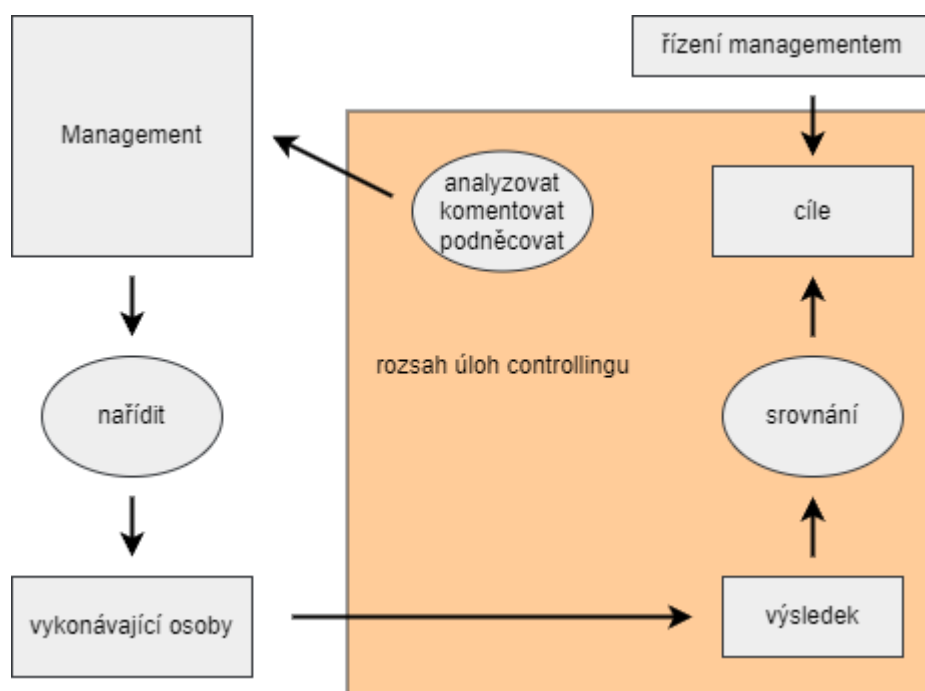 řízení managementem
Management
analyzovat
komentovat
podněcovat
cíle
rozsah úloh controllingu
nařídit
srovnání
vykonávající osoby
výsledek